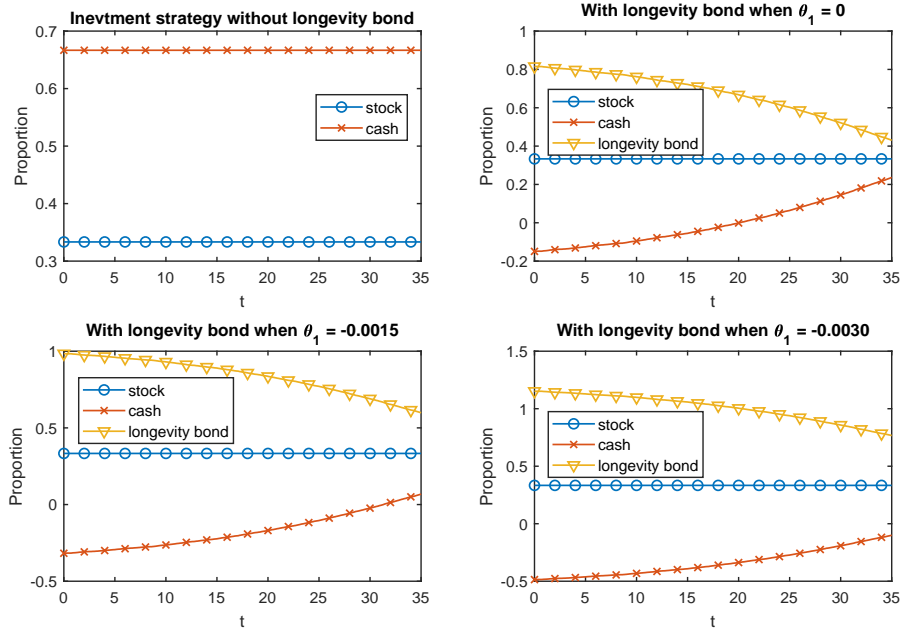 Inevtment strategy without longevity bond
0.7
0.6
0.5
0.4
0.3
Proportion
stock
cash
0 5 10 15 20 25 30 35
t
With longevity bond when θ1 = 0
1
0.8
0.6
0.4
0.2
0
-0.2
Proportion
stock
cash
longevity bond
0 5 10 15 20 25 30 35
t
With longevity bond when θ1 = -0.0015
1
0.5
0
-0.5
Proportion
stock
cash
longevity bond
0 5 10 15 20 25 30 35
t
With longevity bond when θ1 = -0.0030
1.5
1
0.5
0
-0.5
Proportion
stock
cash
longevity bond
0 5 10 15 20 25 30 35
t